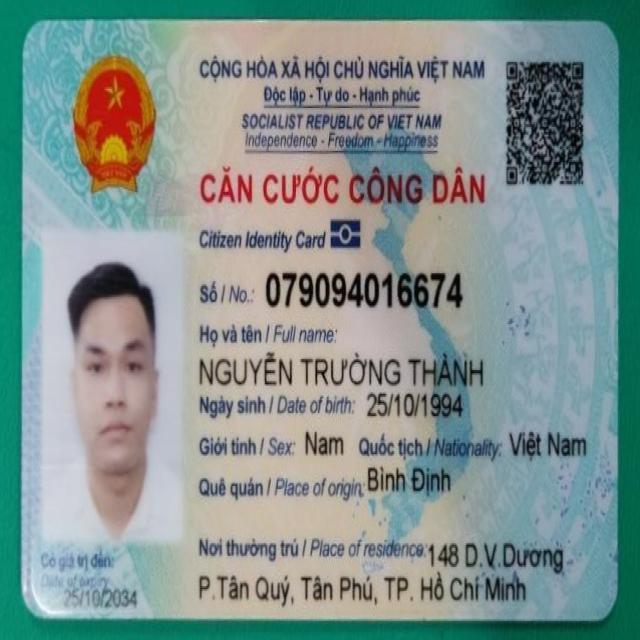 CỘNG HÒA XÃ HỘI CHỦ NGHĨA VIỆT NAM
Độc lập - Tự do - Hạnh phúc
SOCIALIST REPUBLIC OF VIET NAM
Independence - Freedom - Happiness
CĂN CƯỚC CÔNG DÂN
Citizen Identity Card
Số / No.: 079094016674
Họ và tên / Full name:
NGUYỄN TRƯỜNG THÀNH
Ngày sinh / Date of birth: 25/10/1994
Giới tính / Sex: Nam Quốc tịch / Nationality: Việt Nam
Quê quán / Place of origin: Bình Định
Nơi thường trú / Place of residence: 148 D.V.Dương
P.Tân Quý, Tân Phú, TP. Hồ Chí Minh
Có giá trị đến:
Date of expiry
25/10/2034